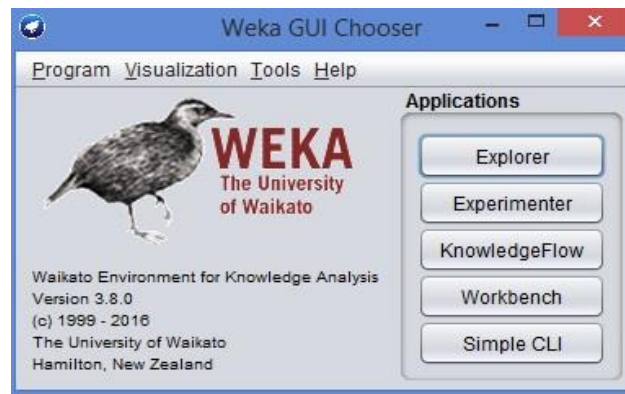 Weka GUI Chooser
Program Visualization Tools Help
WEKA
The University
of Waikato
Waikato Environment for Knowledge Analysis
Version 3.8.0
(c) 1999 - 2016
The University of Waikato
Hamilton, New Zealand
Applications
Explorer
Experimenter
KnowledgeFlow
Workbench
Simple CLI